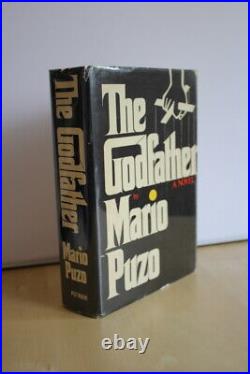 The
Godfather
by
A NOVEL
Mario
Puzo
The Godfather
Mario
Puzo
PUTNAM